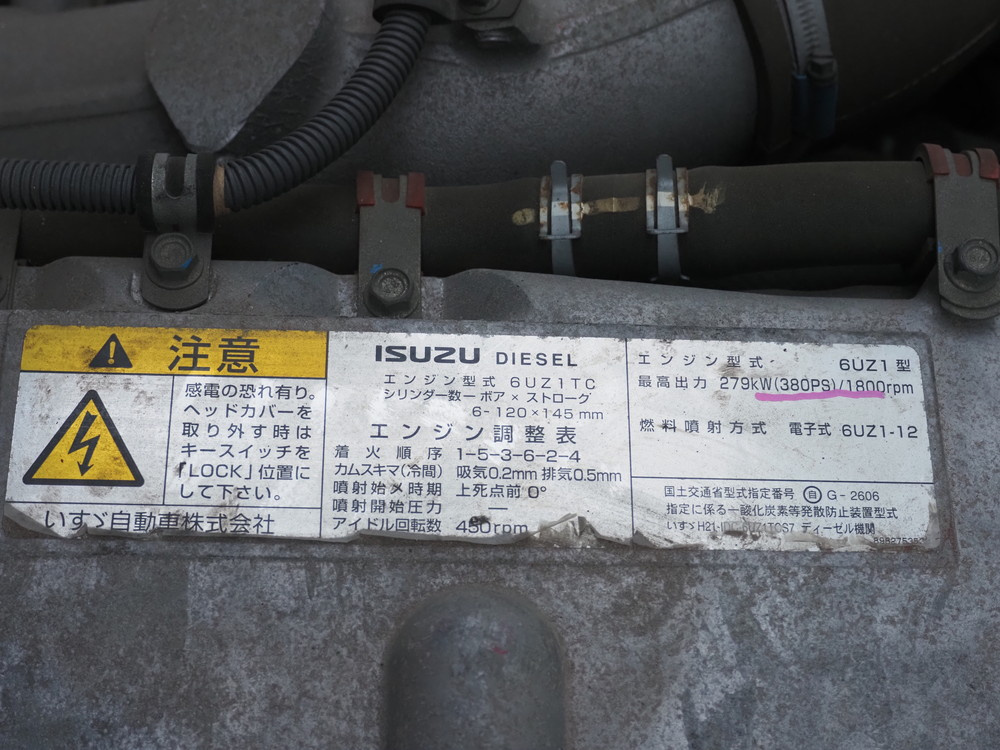 注意
感電の恐れ有り。
ヘッドカバーを
取り外す時は
キースイッチを
「LOCK」位置に
して下さい。
いすゞ自動車株式会社
ISUZU DIESEL
エンジン型式 6UZ1TC
シリンダー数ー ボア × ストローク
6-120×145 mm
エンジン調整表
着火順序 1-5-3-6-2-4
カムスキマ(冷間) 吸気0.2mm 排気0.5mm
噴射始メ時期 上死点前 0°
噴射開始圧力 —
アイドル回転数 450rpm
エンジン型式 6UZ1型
最高出力 279kW(380PS)/1800rpm
燃料噴射方式 電子式 6UZ1-12
国土交通省型式指定番号 自 G-2606
指定に係る一酸化炭素等発散防止装置型式
いすゞH21・IDC・6UZ1TCS7 ディーゼル機関